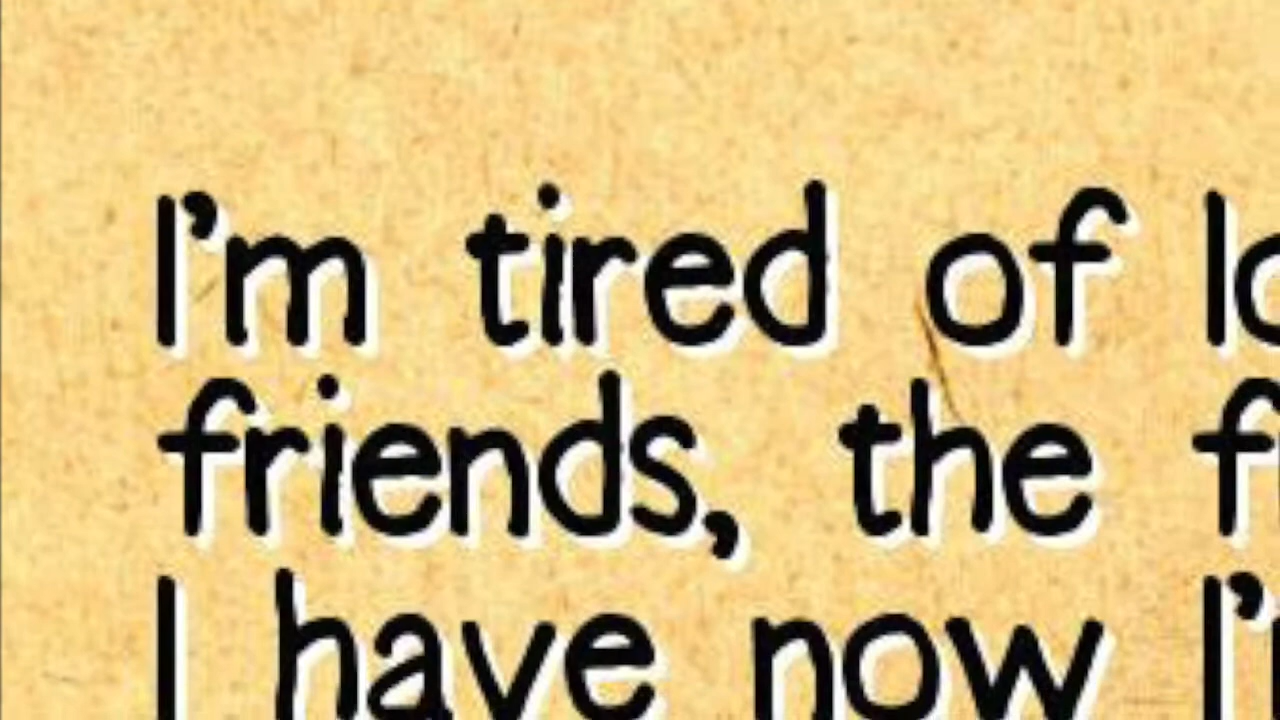 I'm tired of
friends, the
I have now